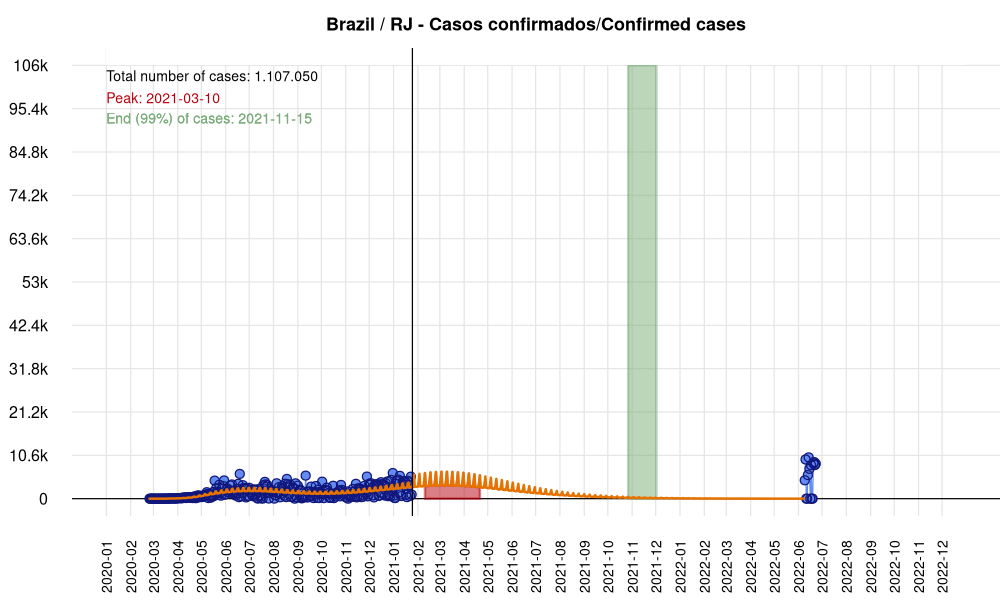 Brazil / RJ - Casos confirmados/Confirmed cases
106k
Total number of cases: 1.107.050
Peak: 2021-03-10
95.4k
End (99%) of cases: 2021-11-15
84.8k
74.2k
63.6k
53k
42.4k
31.8k
21.2k
10.6k
0
2020-01
2020-02
2020-03
2020-04
2020-05
2020-06
2020-07
2020-08
2020-09
2020-10
2020-11
2020-12
2021-01
2021-02
2021-03
2021-04
2021-05
2021-06
2021-07
2021-08
2021-09
2021-10
2021-11
2021-12
2022-01
2022-02
2022-03
2022-04
2022-05
2022-06
2022-07
2022-08
2022-09
2022-10
2022-11
2022-12